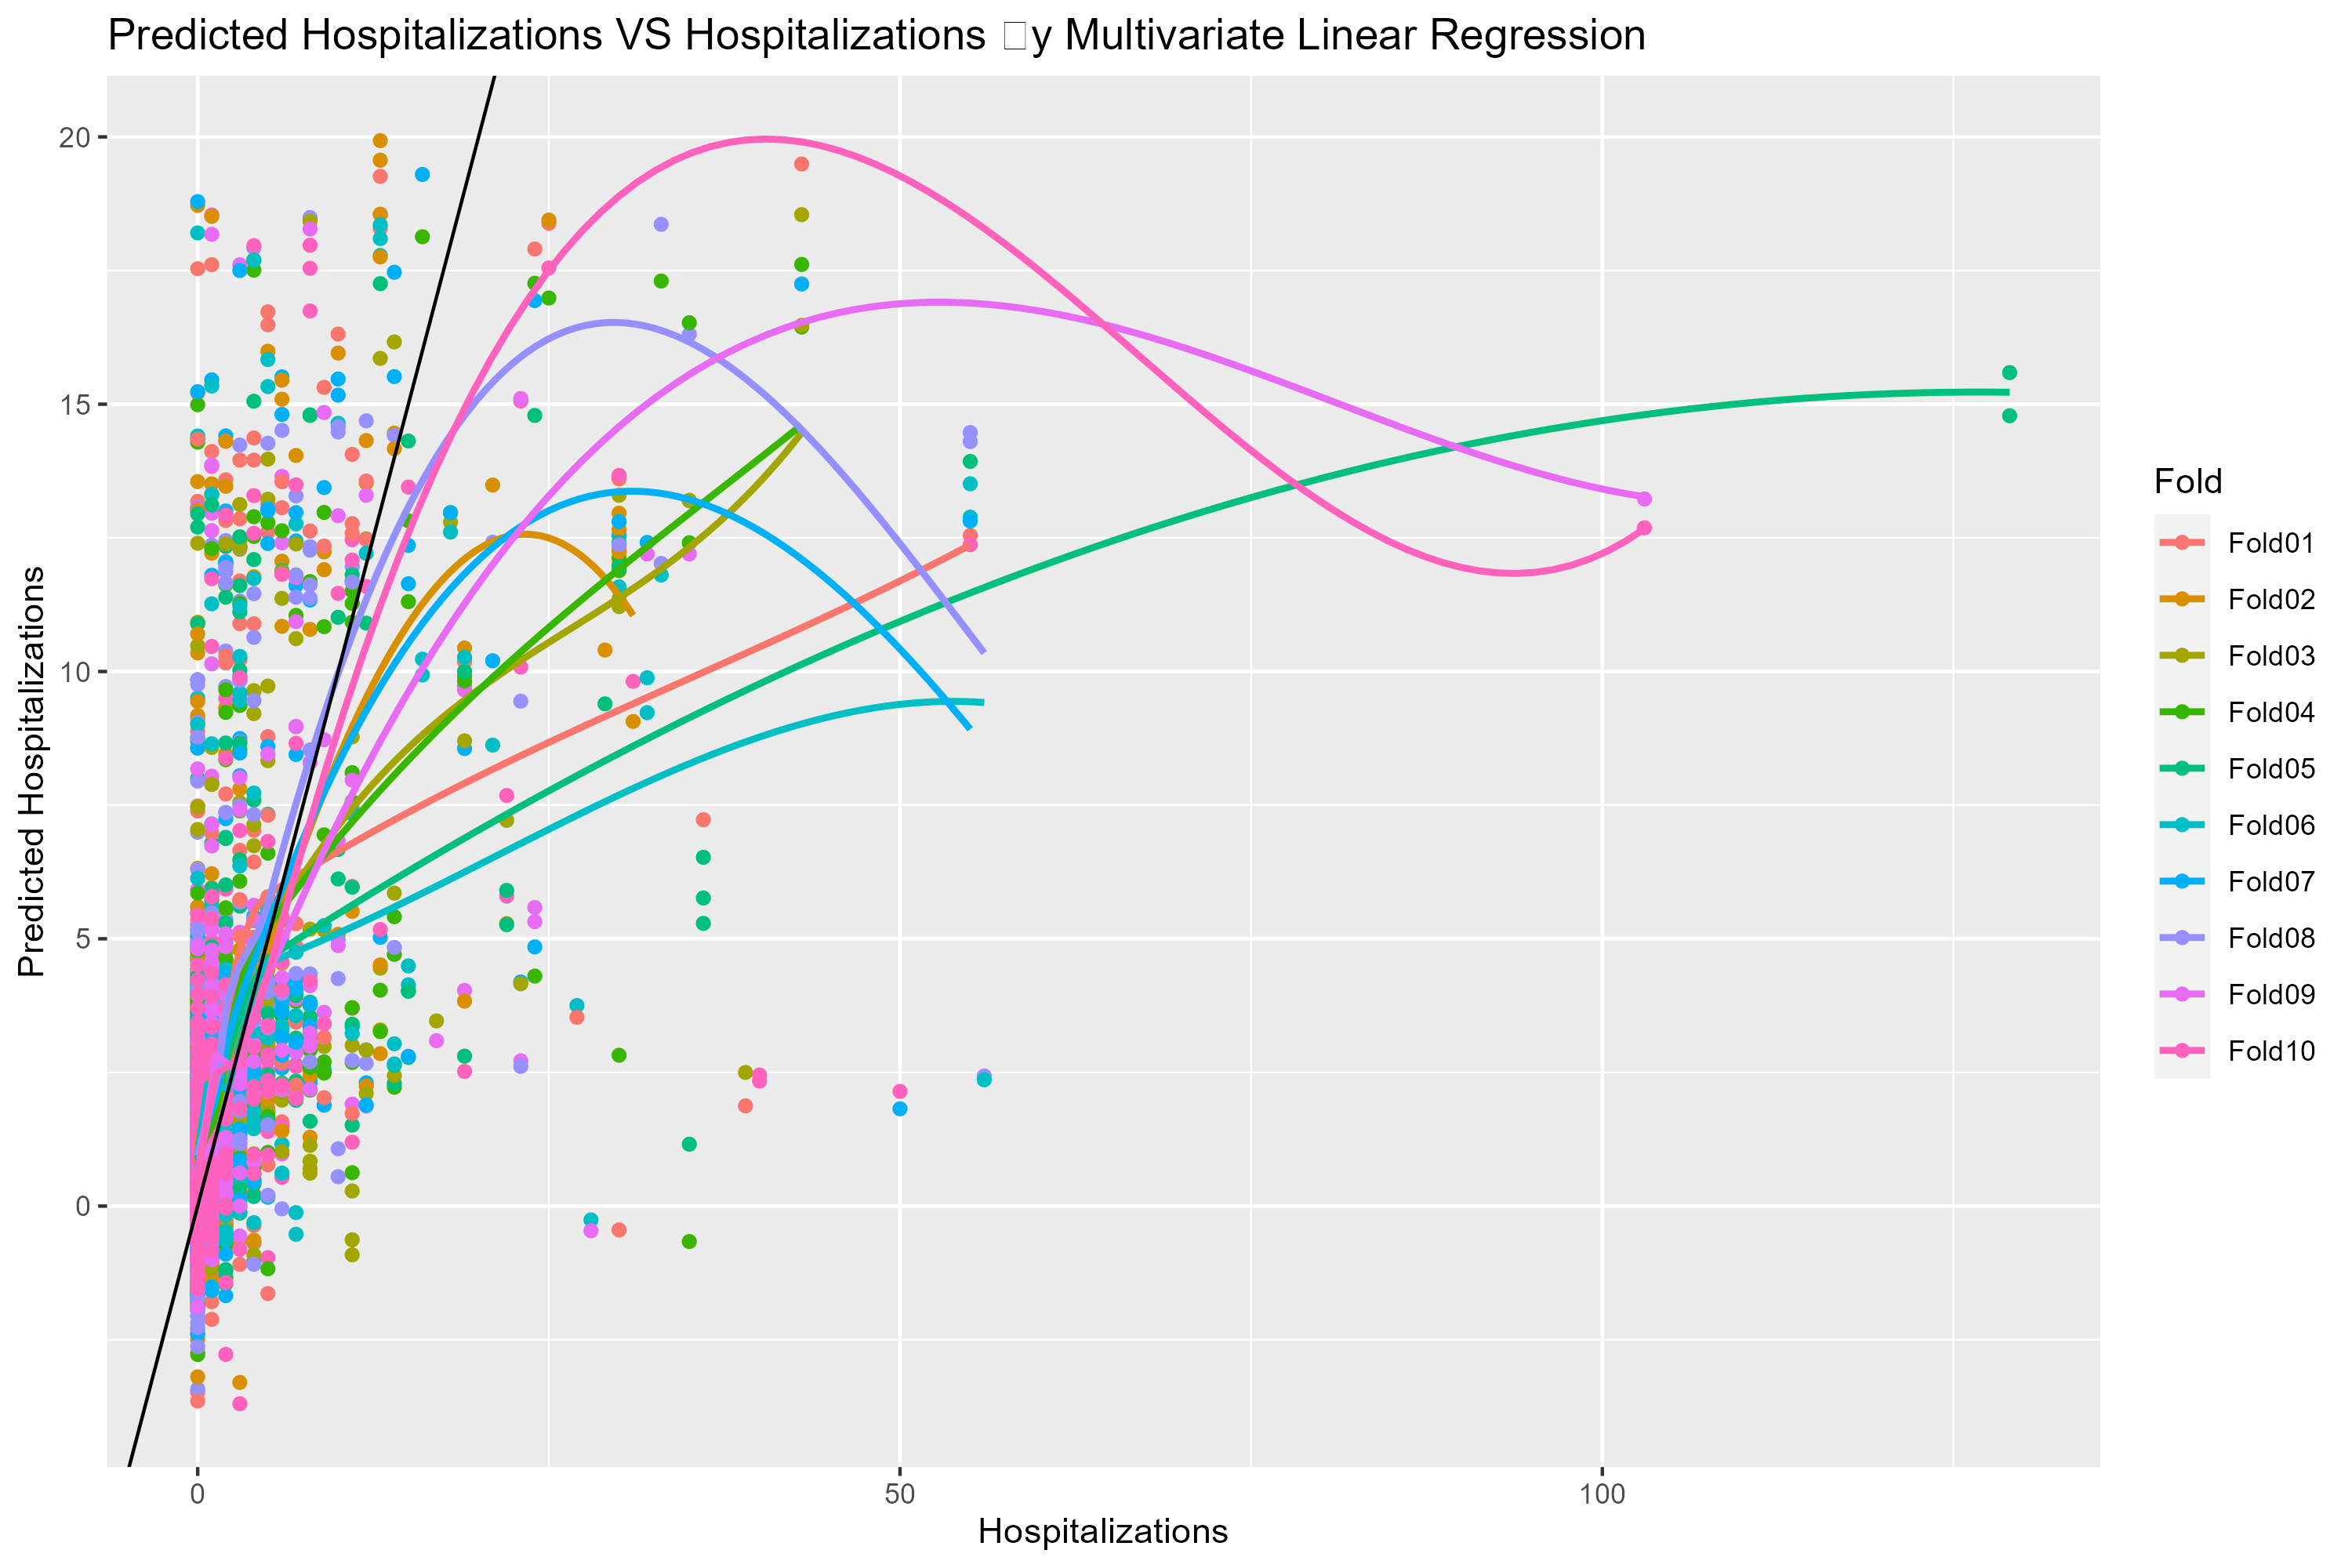 Predicted Hospitalizations VS Hospitalizations □y Multivariate Linear Regression
Predicted Hospitalizations
20
15
10
5
0
0
50
100
Hospitalizations
Fold
Fold01
Fold02
Fold03
Fold04
Fold05
Fold06
Fold07
Fold08
Fold09
Fold10